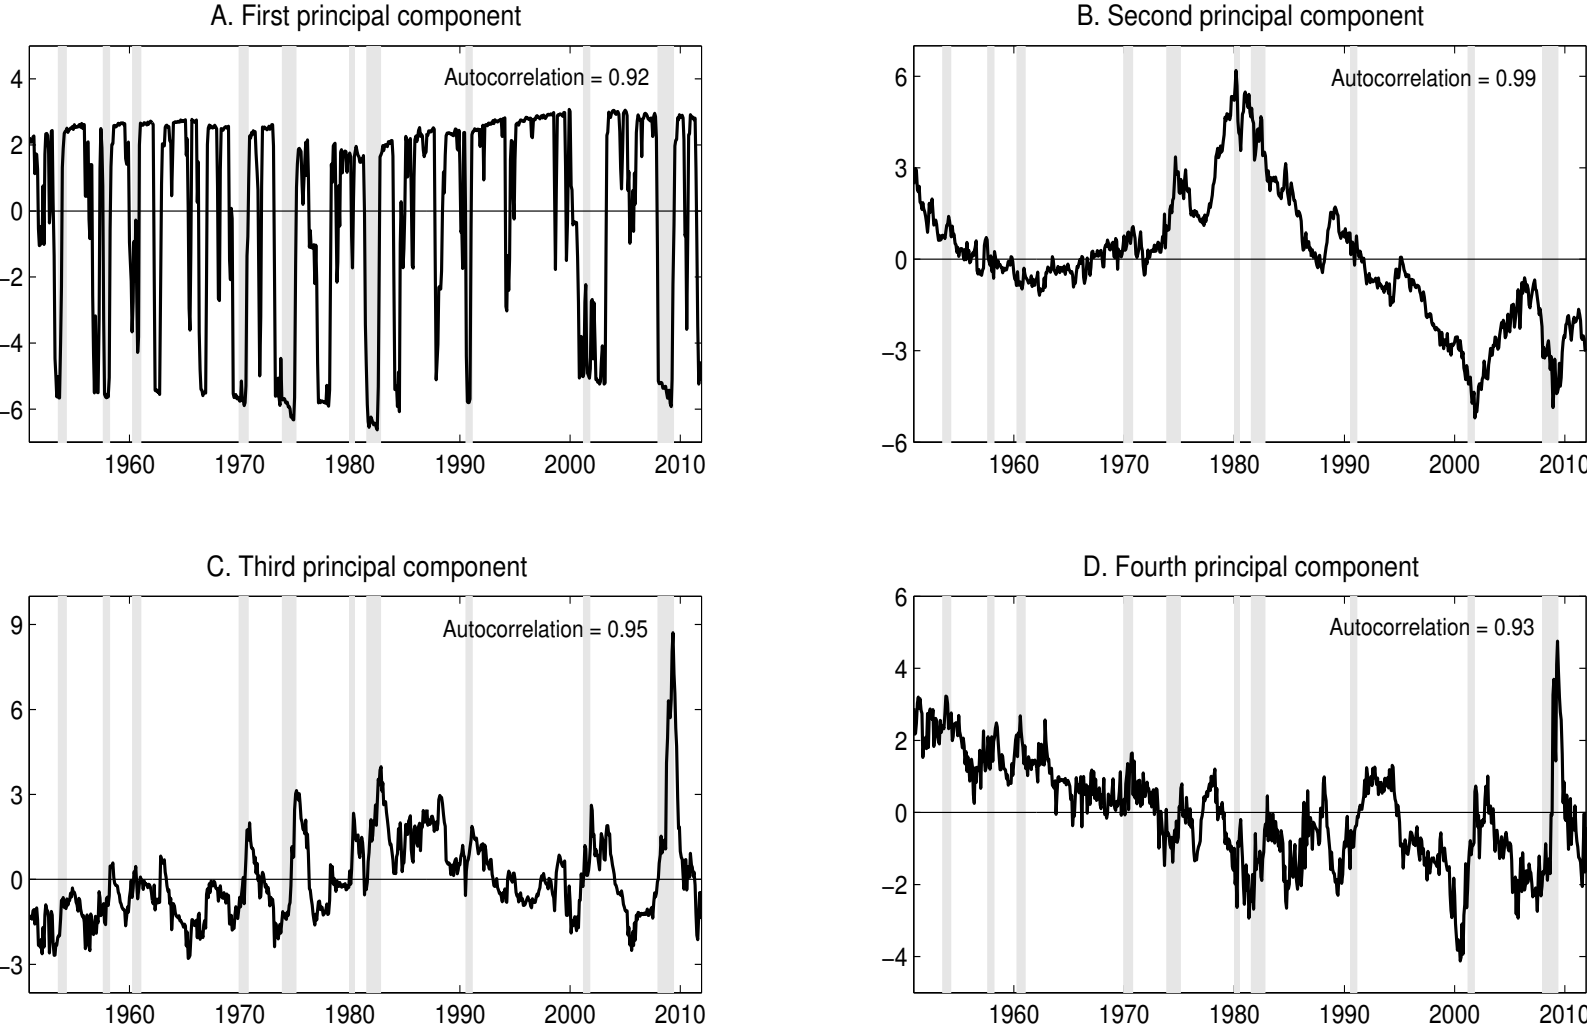 A. First principal component
Autocorrelation = 0.92
4
2
0
−2
−4
−6
1960 1970 1980 1990 2000 2010
B. Second principal component
Autocorrelation = 0.99
6
3
0
−3
−6
1960 1970 1980 1990 2000 2010
C. Third principal component
Autocorrelation = 0.95
9
6
3
0
−3
1960 1970 1980 1990 2000 2010
D. Fourth principal component
6
Autocorrelation = 0.93
4
2
0
−2
−4
1960 1970 1980 1990 2000 2010